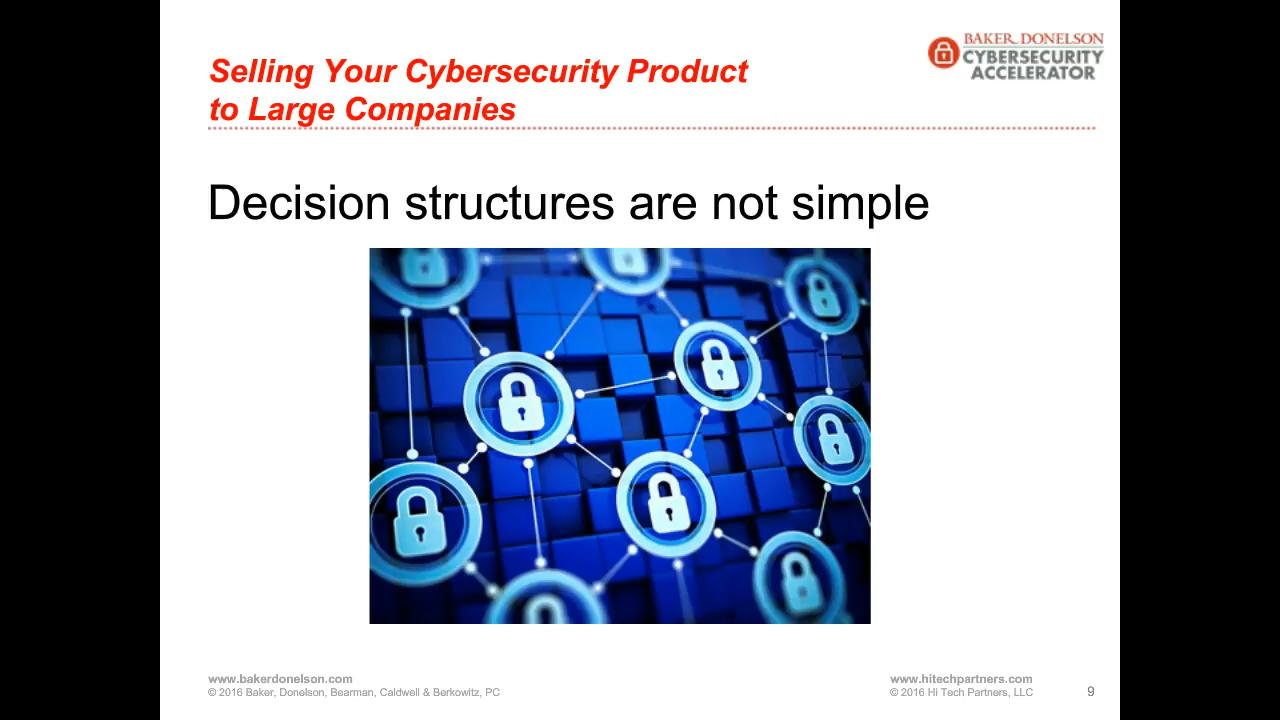 BAKER DONELSON
CYBERSECURITY
ACCELERATOR
Selling Your Cybersecurity Product
to Large Companies
Decision structures are not simple
www.bakerdonelson.com
© 2016 Baker, Donelson, Bearman, Caldwell & Berkowitz, PC
www.hitechpartners.com
© 2016 Hi Tech Partners, LLC
9